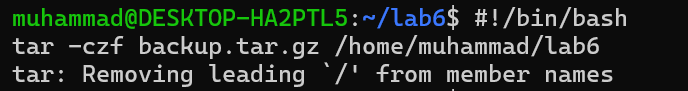 muhammad@DESKTOP-HA2PTL5:~/lab6$ #!/bin/bash
tar -czf backup.tar.gz /home/muhammad/lab6
tar: Removing leading `/' from member names